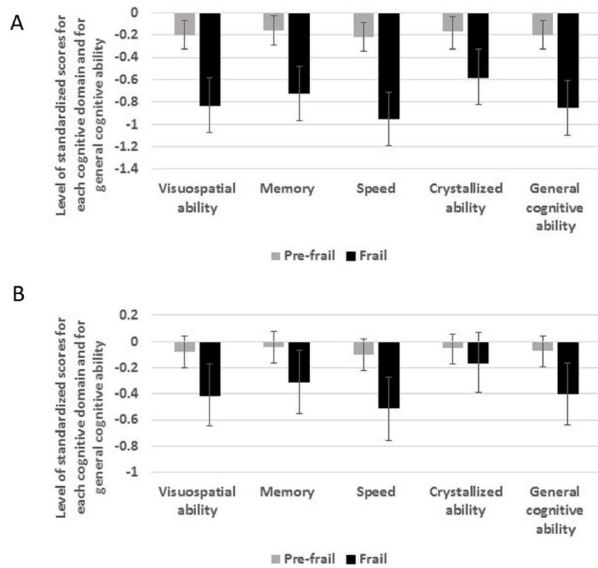 A
Level of standardized scores for
each cognitive domain and for
general cognitive ability
0
-0.2
-0.4
-0.6
-0.8
-1
-1.2
-1.4
Visuospatial
ability
Memory
Speed
Crystallized
ability
General
cognitive
ability
Pre-frail
Frail
B
Level of standardized scores for
each cognitive domain and for
general cognitive ability
0.2
0
-0.2
-0.4
-0.6
-0.8
-1
Visuospatial
ability
Memory
Speed
Crystallized
ability
General
cognitive
ability
Pre-frail
Frail